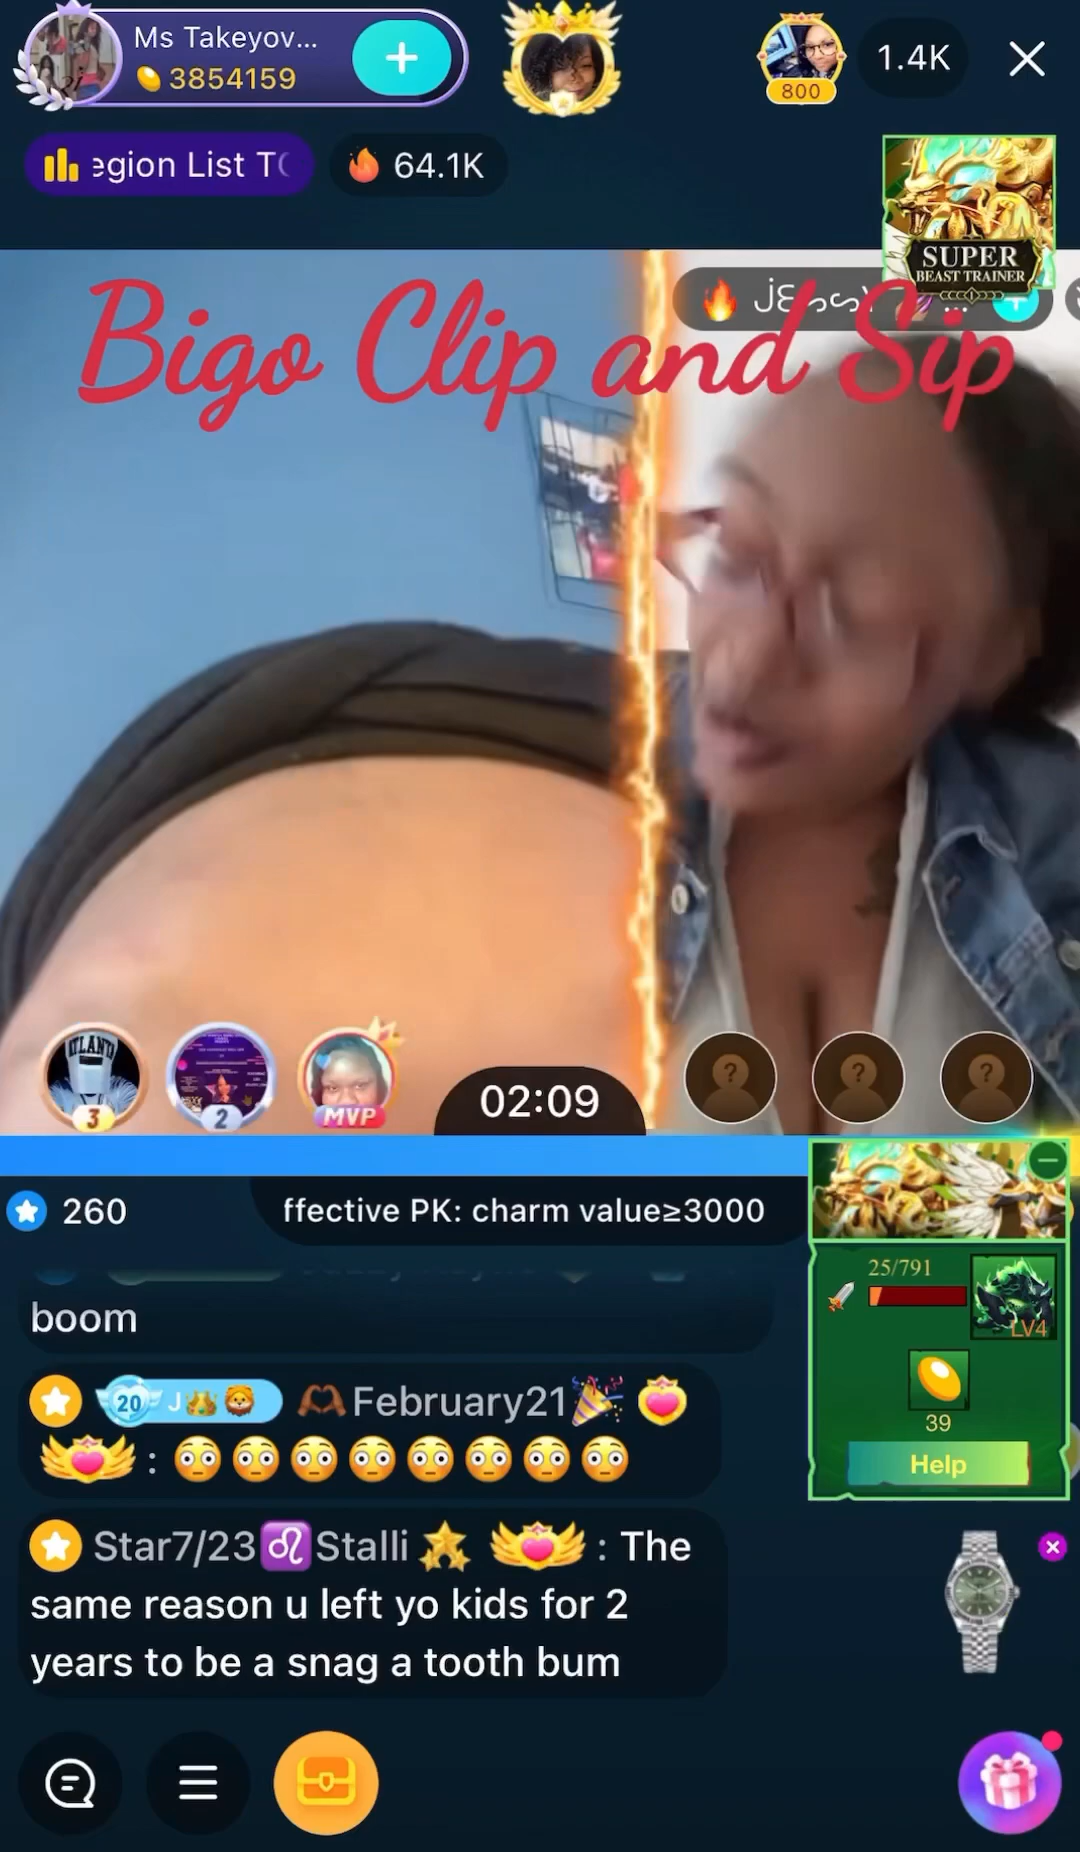 Ms Takeyov...
3854159
800
1.4K
egion List TC
64.1K
SUPER
BEAST TRAINER
Bigo Clip and Sip
ATLANTA
3
2
MVP
02:09
?
?
?
260
ffective PK: charm value≥3000
25/791
LV4
39
Help
boom
20 J👑🦁 🫶🏾February21🎉
: 😳😳😳😳😳😳😳😳
Star7/23♌Stalli : The
same reason u left yo kids for 2
years to be a snag a tooth bum